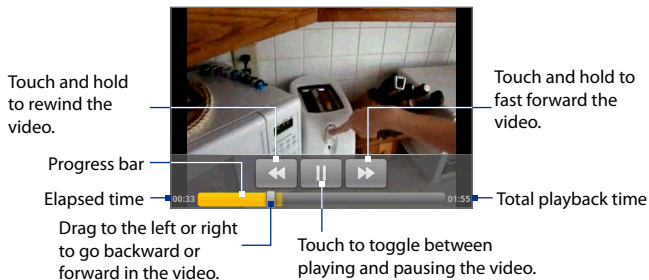 Touch and hold
to rewind the
video.
Touch and hold to
fast forward the
video.
Progress bar
Elapsed time
00:33
01:55
Total playback time
Drag to the left or right
to go backward or
forward in the video.
Touch to toggle between
playing and pausing the video.